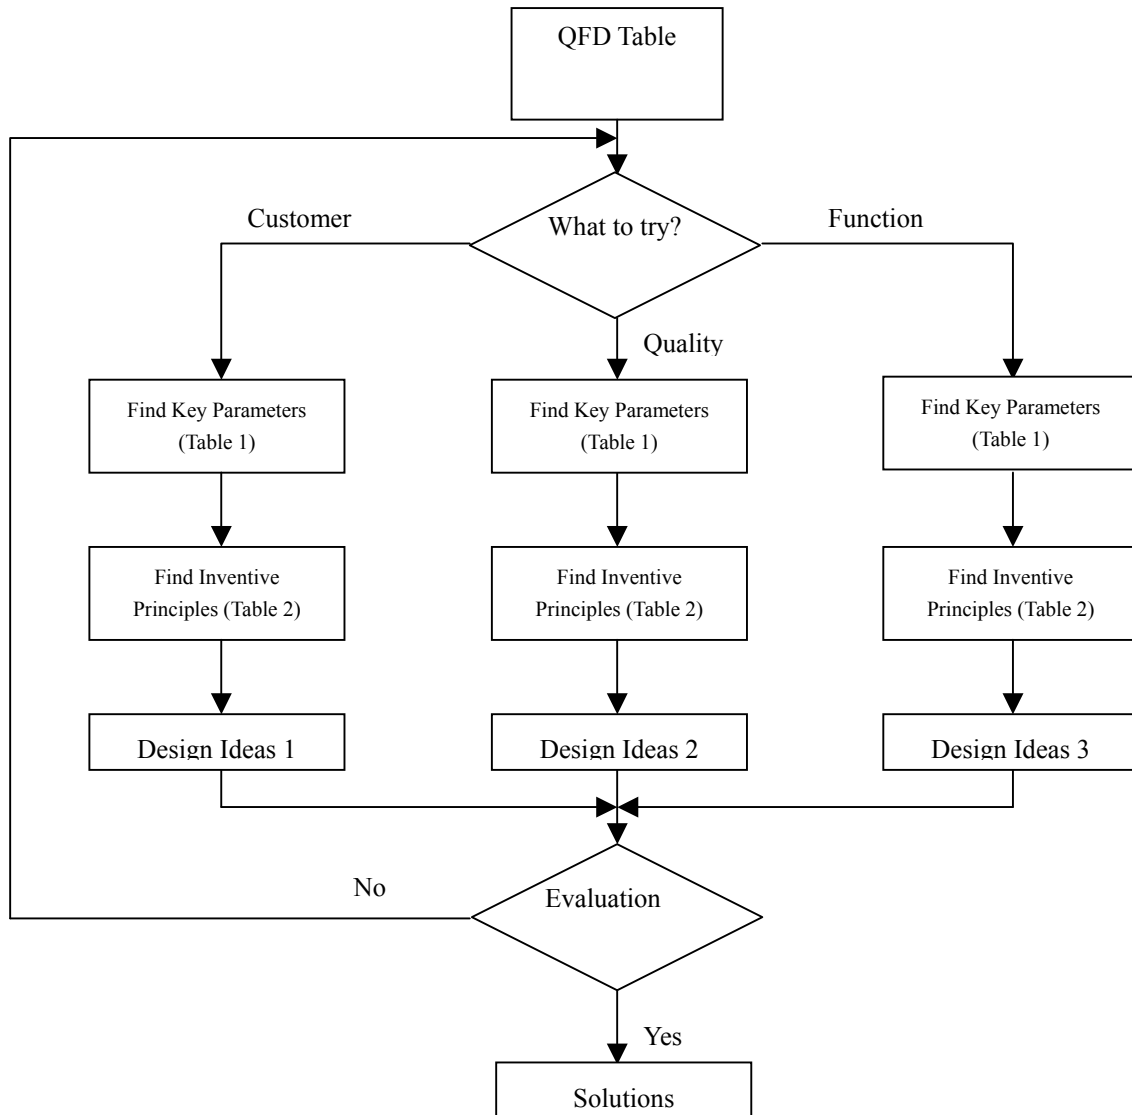 QFD Table
Customer
What to try?
Function
Quality
Find Key Parameters
(Table 1)
Find Key Parameters
(Table 1)
Find Key Parameters
(Table 1)
Find Inventive
Principles (Table 2)
Find Inventive
Principles (Table 2)
Find Inventive
Principles (Table 2)
Design Ideas 1
Design Ideas 2
Design Ideas 3
No
Evaluation
Yes
Solutions